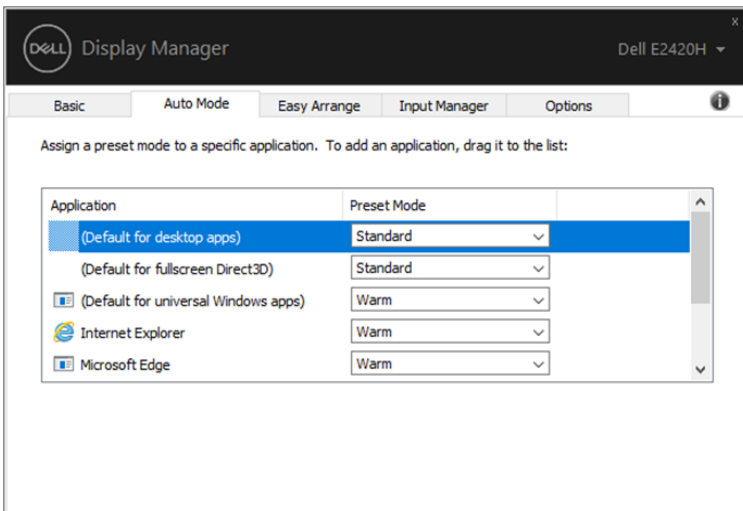 x
DELL Display Manager Dell E2420H
Basic Auto Mode Easy Arrange Input Manager Options i
Assign a preset mode to a specific application. To add an application, drag it to the list:
Application Preset Mode
(Default for desktop apps) Standard
(Default for fullscreen Direct3D) Standard
(Default for universal Windows apps) Warm
Internet Explorer Warm
Microsoft Edge Warm